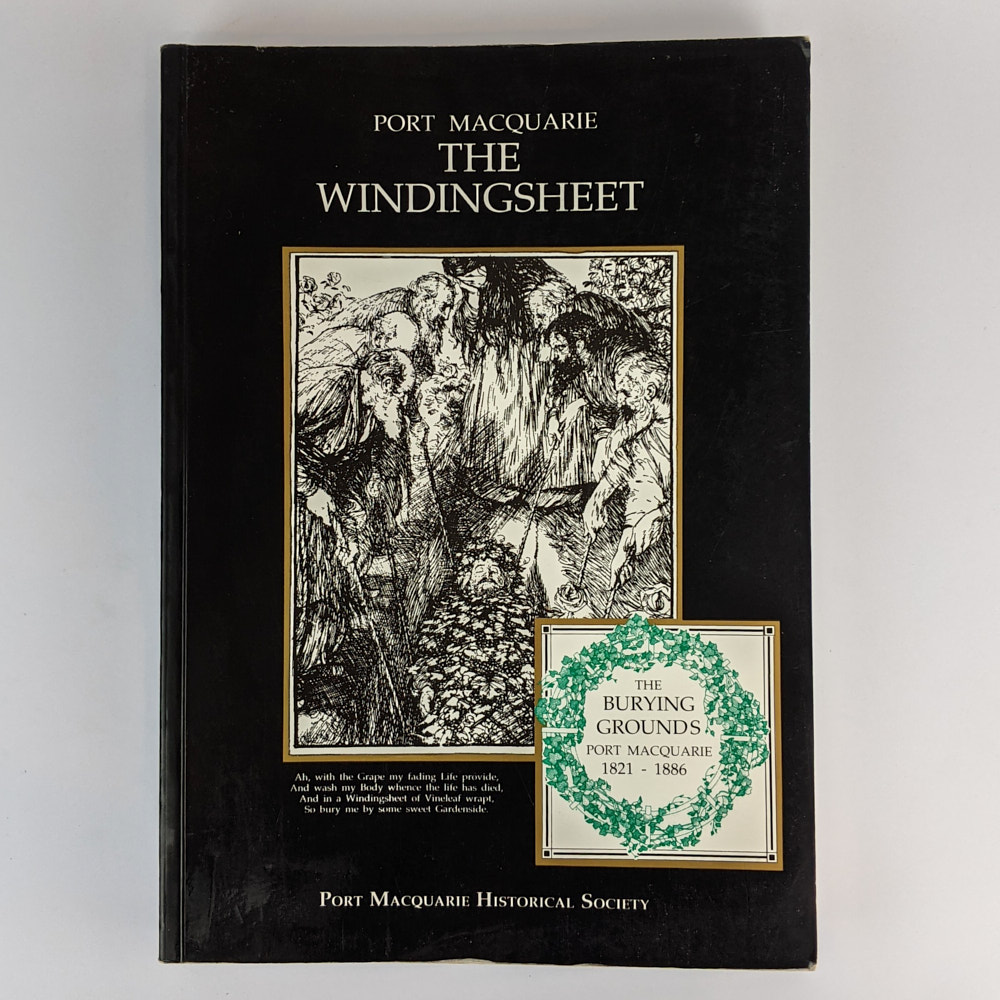 PORT MACQUARIE
THE
WINDINGSHEET
THE
BURYING
GROUNDS
PORT MACQUARIE
1821 - 1886
Ah, with the Grape my fading Life provide,
And wash my Body whence the life has died,
And in a Windingsheet of Vineleaf wrapt,
So bury me by some sweet Gardenside.
PORT MACQUARIE HISTORICAL SOCIETY